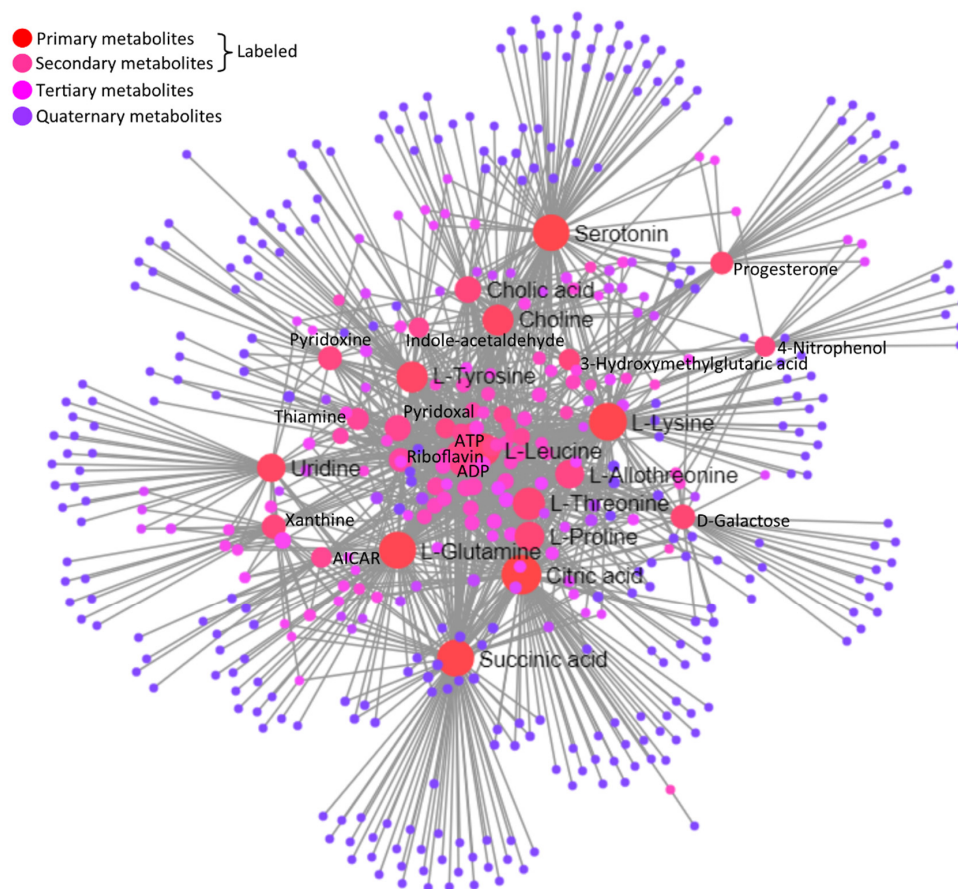 Primary metabolites
Secondary metabolites
Labeled
Tertiary metabolites
Quaternary metabolites
Serotonin
Progesterone
Cholic acid
Choline
Indole-acetaldehyde
Pyridoxine
4-Nitrophenol
3-Hydroxymethylglutaric acid
L-Tyrosine
Thiamine
Pyridoxal
L-Lysine
ATP
L-Leucine
Riboflavin
ADP
Uridine
L-Allothreonine
L-Threonine
Xanthine
D-Galactose
L-Proline
AICAR
L-Glutamine
Citric acid
Succinic acid